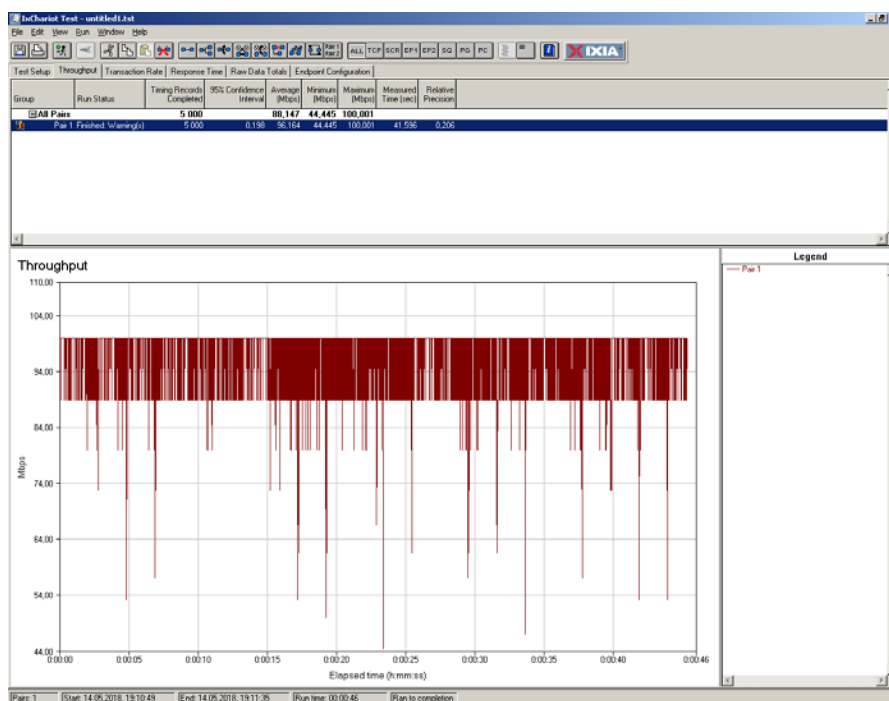 IxChariot Test - untitled1.tst
File Edit View Run Window Help
ALL TCP SCR EP1 EP2 SQ PG PC XIXIA
Test Setup Throughput Transaction Rate Response Time Raw Data Totals Endpoint Configuration
Group Run Status Timing Records Completed 95% Confidence Interval Average (Mbps) Minimum (Mbps) Maximum (Mbps) Measured Time (sec) Relative Precision
All Pairs 5 000 88,147 44,445 100,001
Pair 1 Finished: Warning(s) 5 000 0,198 96,164 44,445 100,001 41,596 0,206
Throughput
Legend
Pair 1
110,00
104,00
94,00
84,00
74,00
64,00
54,00
44,00
Mbps
0:00:00 0:00:05 0:00:10 0:00:15 0:00:20 0:00:25 0:00:30 0:00:35 0:00:40 0:00:46
Elapsed time (h:mm:ss)
Pairs: 1 Start: 14.05.2018, 19:10:49 End: 14.05.2018, 19:11:35 Run time: 00:00:46 Ran to completion